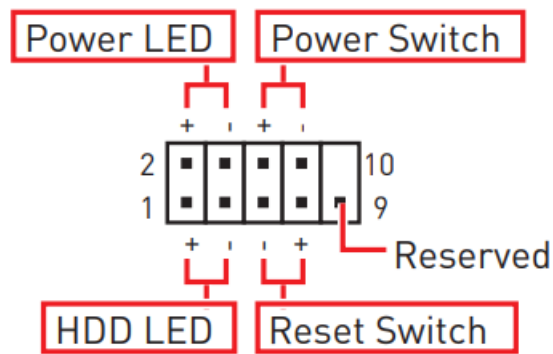 Power LED Power Switch
+ - + -
2 10
1 9
+ - - +
Reserved
HDD LED Reset Switch